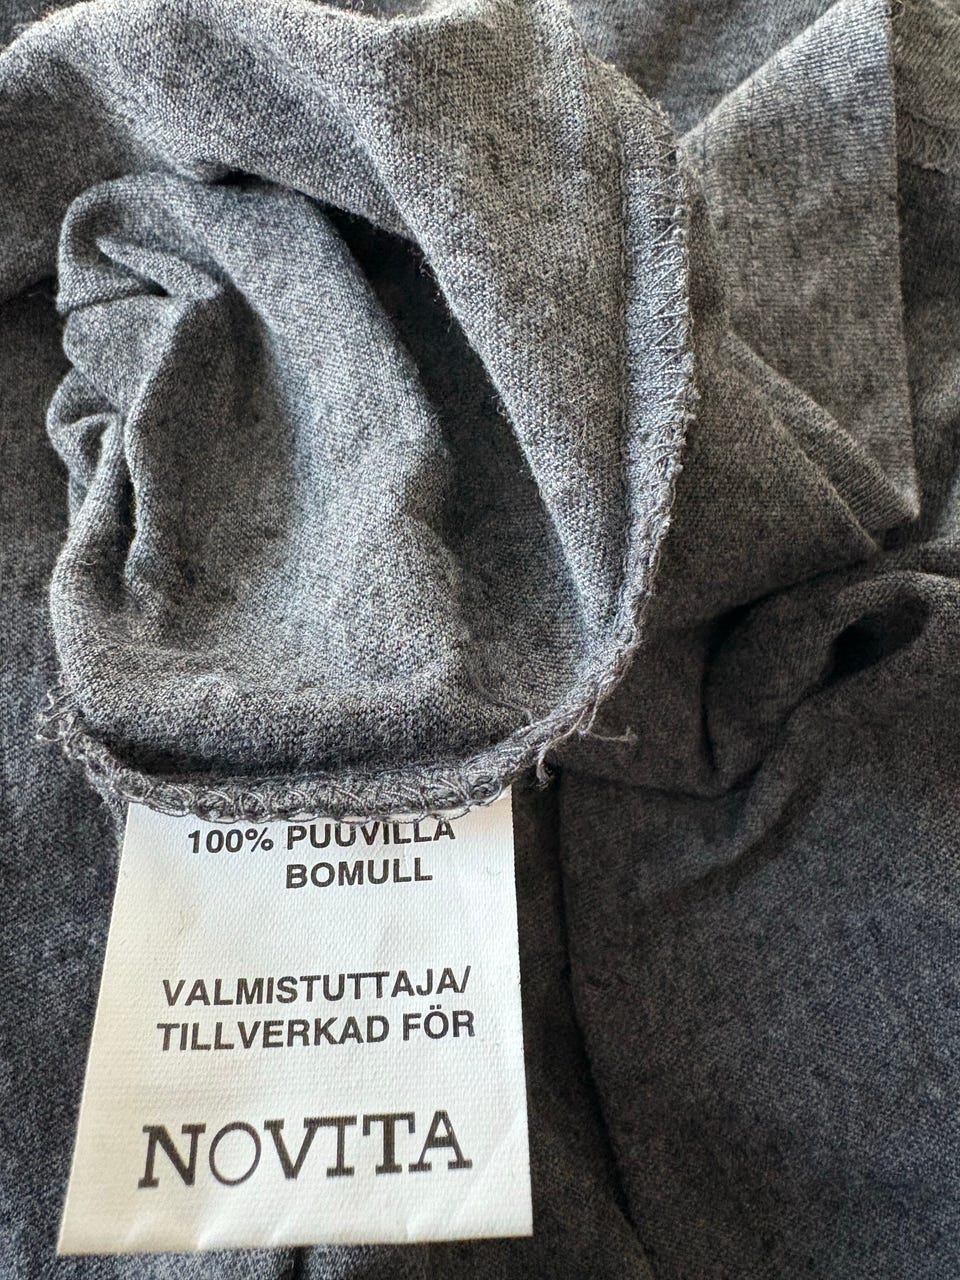 100% PUUVILLA
BOMULL
VALMISTUTTAJA/
TILLVERKAD FÖR
NOVITA